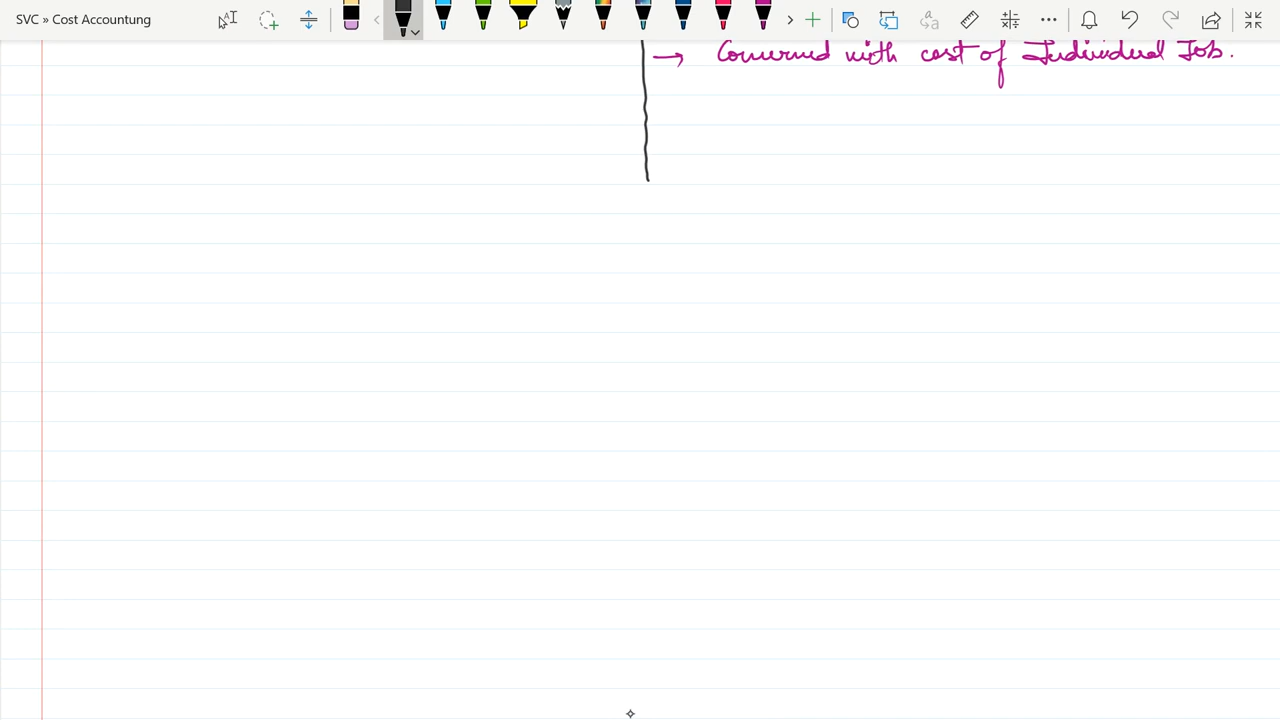 SVC » Cost Accountung
→ Concerned with cost of Individual Job.